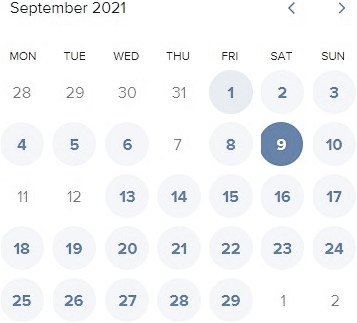 September 2021
MON TUE WED THU FRI SAT SUN
28 29 30 31 1 2 3
4 5 6 7 8 9 10
11 12 13 14 15 16 17
18 19 20 21 22 23 24
25 26 27 28 29 1 2